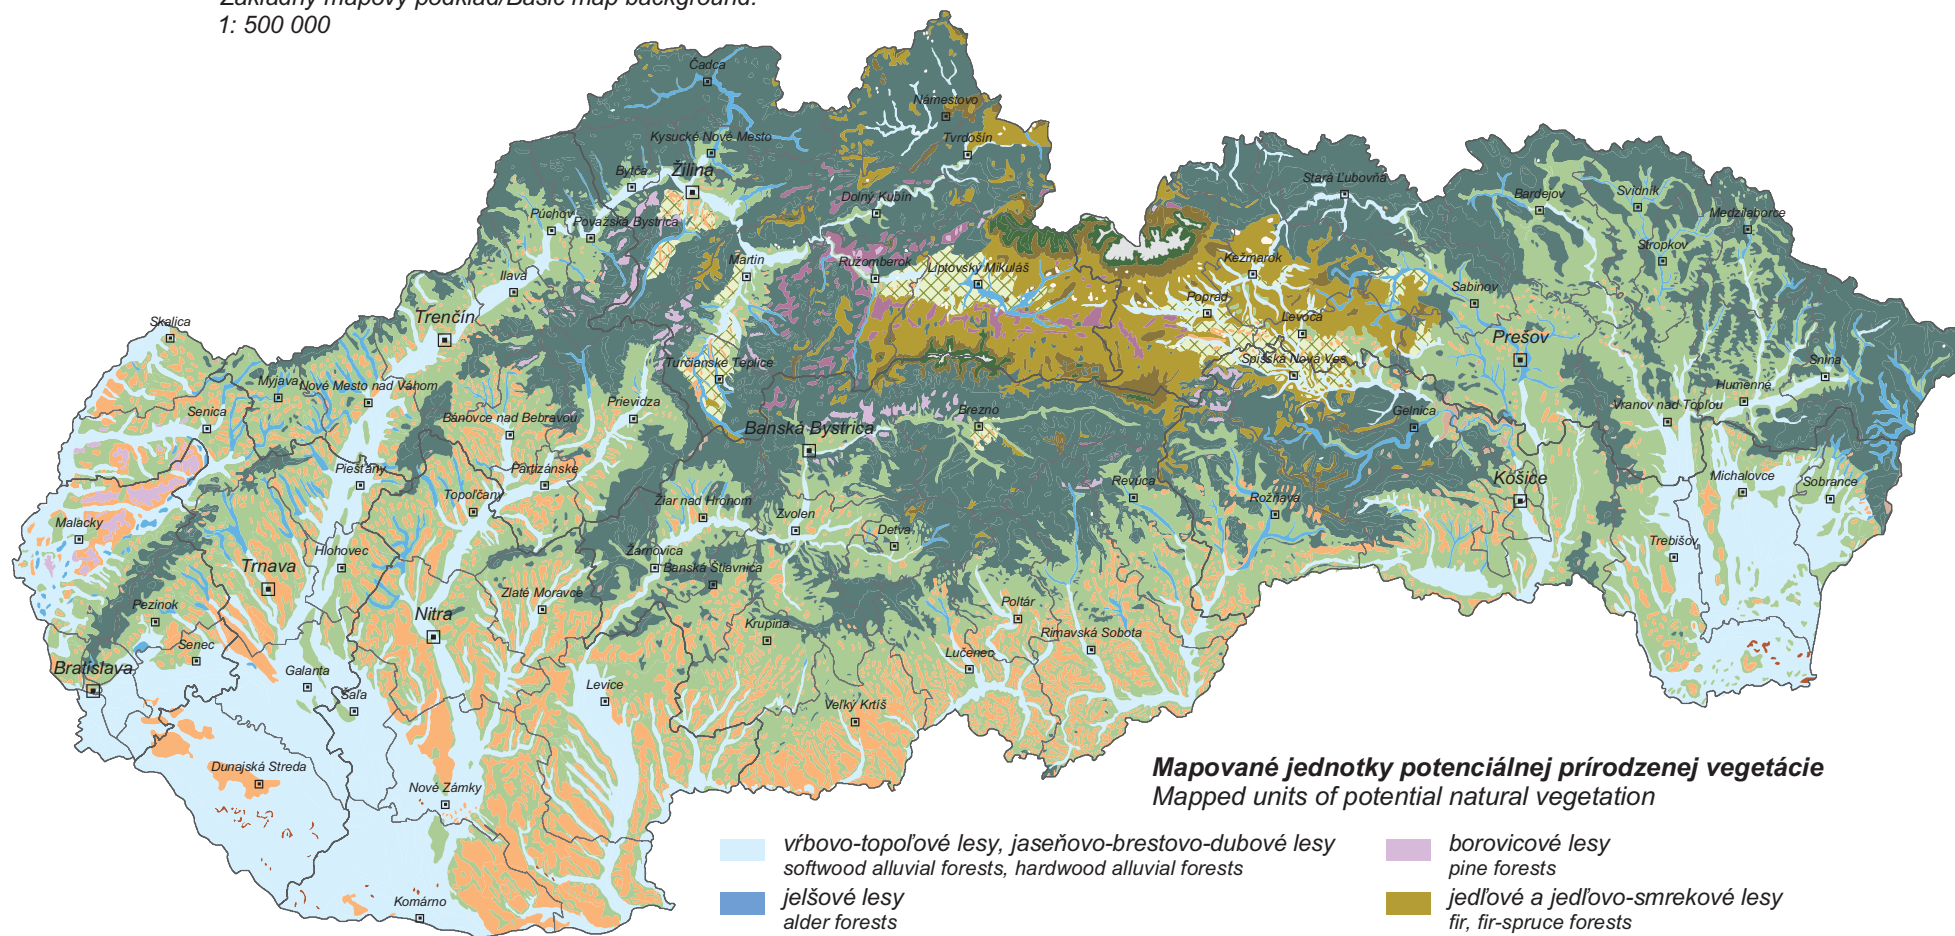 Základný mapový podklad/Basic map background:
1: 500 000
Čadca
Námestovo
Kysucké Nové Mesto
Tvrdošín
Bytča
Žilina
Stará Ľubovňa
Bardejov
Svidník
Dolný Kubín
Medzilaborce
Púchov
Považská Bystrica
Stropkov
Martin
Ružomberok
Liptovský Mikuláš
Kežmarok
Ilava
Sabinov
Poprad
Skalica
Trenčín
Levoča
Prešov
Turčianske Teplice
Spišská Nová Ves
Snina
Myjava
Nové Mesto nad Váhom
Humenné
Senica
Bánovce nad Bebravou
Prievidza
Brezno
Gelnica
Vranov nad Topľou
Banská Bystrica
Piešťany
Partizánske
Topoľčany
Revúca
Košice
Michalovce
Sobrance
Žiar nad Hronom
Rožňava
Malacky
Zvolen
Detva
Hlohovec
Žarnovica
Trebišov
Trnava
Banská Štiavnica
Zlaté Moravce
Pezinok
Nitra
Krupina
Poltár
Rimavská Sobota
Senec
Lučenec
Bratislava
Galanta
Šaľa
Levice
Veľký Krtíš
Dunajská Streda
Nové Zámky
Komárno
Mapované jednotky potenciálnej prírodzenej vegetácie
Mapped units of potential natural vegetation
vŕbovo-topoľové lesy, jaseňovo-brestovo-dubové lesy
softwood alluvial forests, hardwood alluvial forests
jelšové lesy
alder forests
borovicové lesy
pine forests
jedľové a jedľovo-smrekové lesy
fir, fir-spruce forests